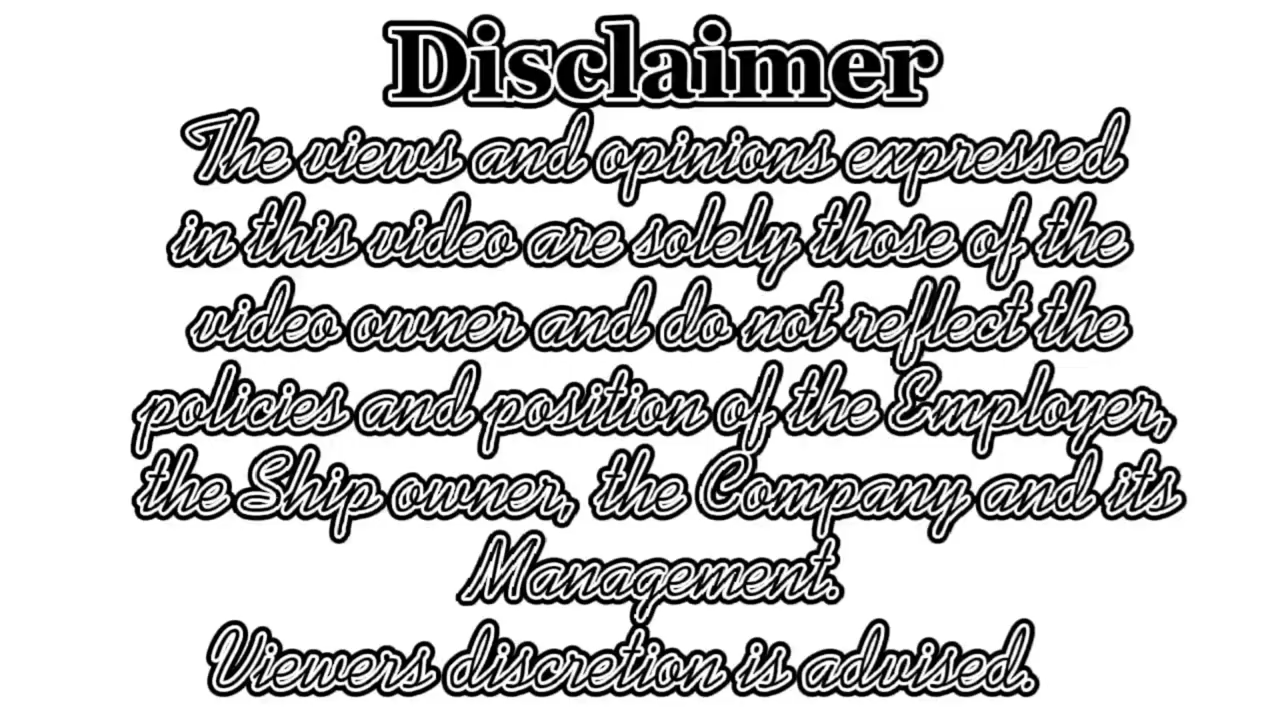 Disclaimer
The views and opinions expressed
in this video are solely those of the
video owner and do not reflect the
policies and position of the Employer,
the Ship owner, the Company and its
Management.
Viewers discretion is advised.